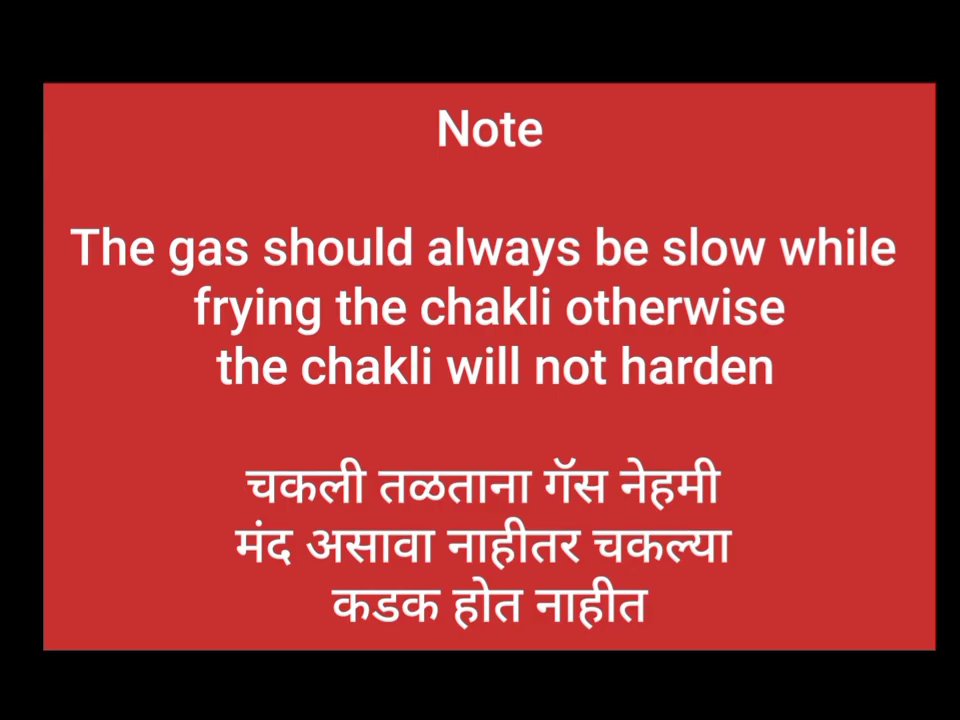 Note
The gas should always be slow while
frying the chakli otherwise
the chakli will not harden
चकली तळताना गॅस नेहमी
मंद असावा नाहीतर चकल्या
कडक होत नाहीत